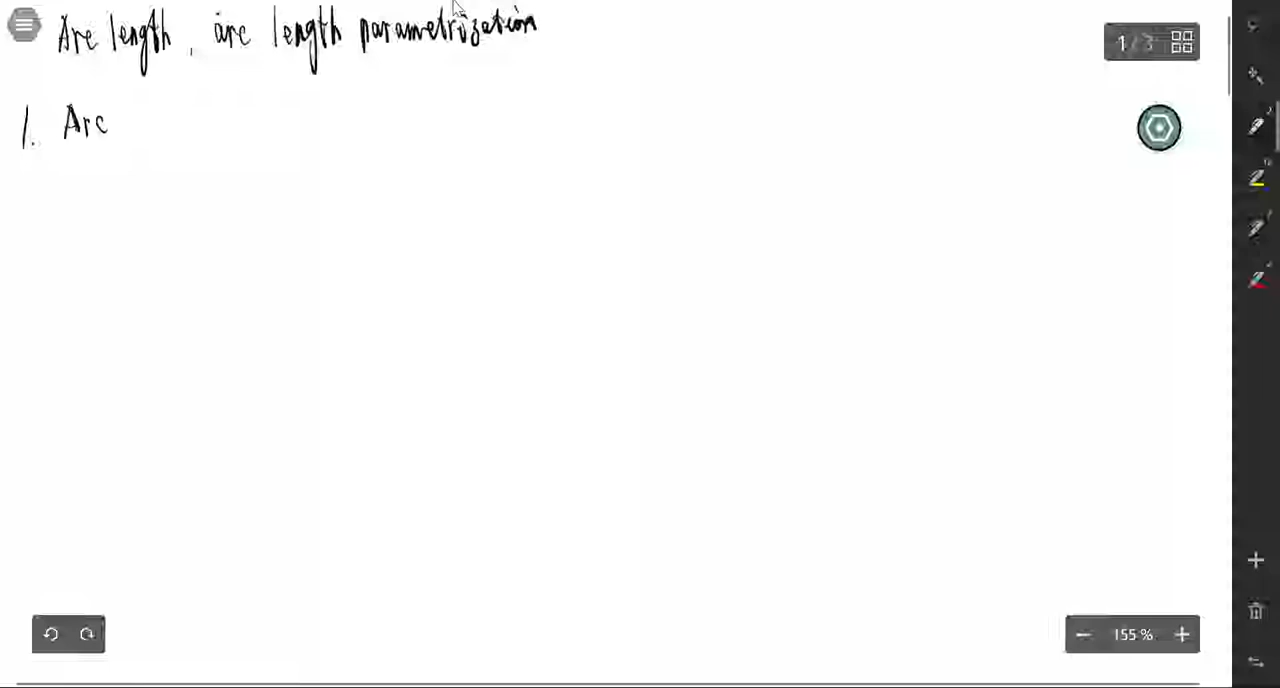 Arc length, arc length parametrization
1 / 3
1. Arc
155 %